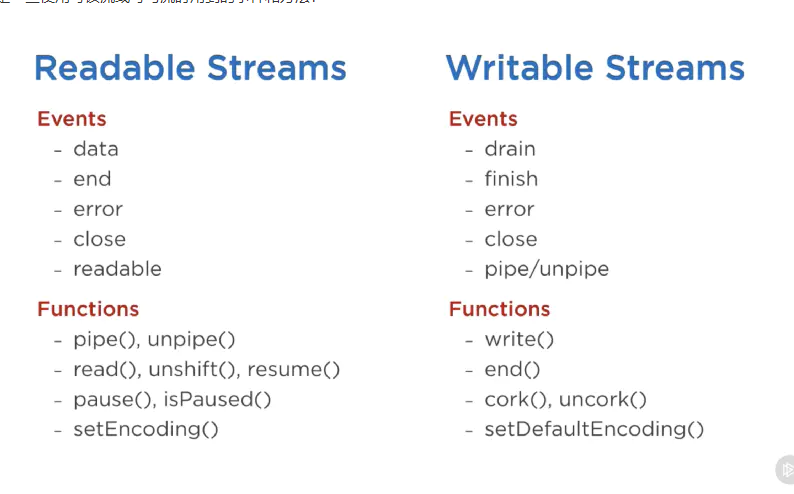 Readable Streams
Events
- data
- end
- error
- close
- readable
Functions
- pipe(), unpipe()
- read(), unshift(), resume()
- pause(), isPaused()
- setEncoding()
Writable Streams
Events
- drain
- finish
- error
- close
- pipe/unpipe
Functions
- write()
- end()
- cork(), uncork()
- setDefaultEncoding()